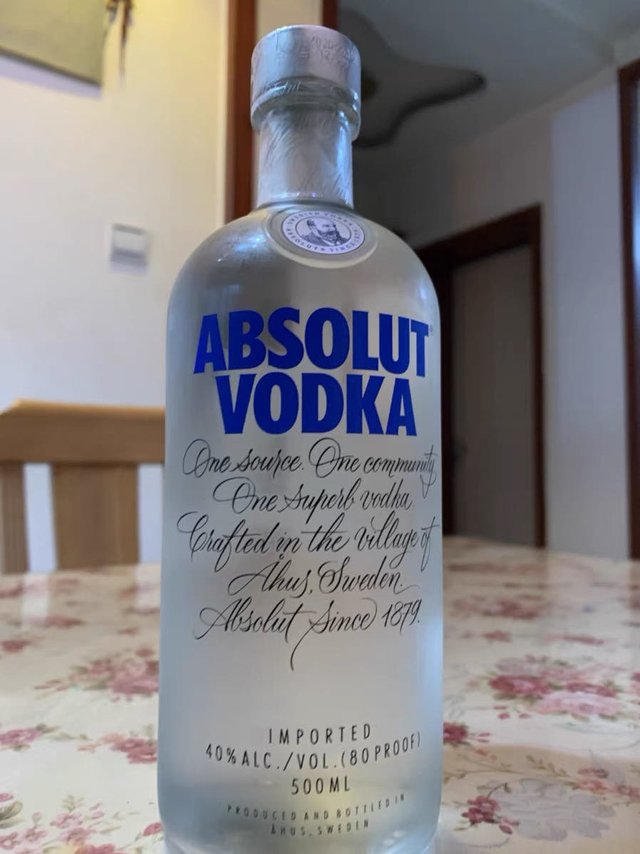 ABSOLUT
VODKA
One source. One community.
One superb vodka.
Crafted in the village of
Åhus, Sweden.
Absolut Since 1879.
IMPORTED
40% ALC./VOL. (80 PROOF)
500ML
PRODUCED AND BOTTLED IN
ÅHUS, SWEDEN